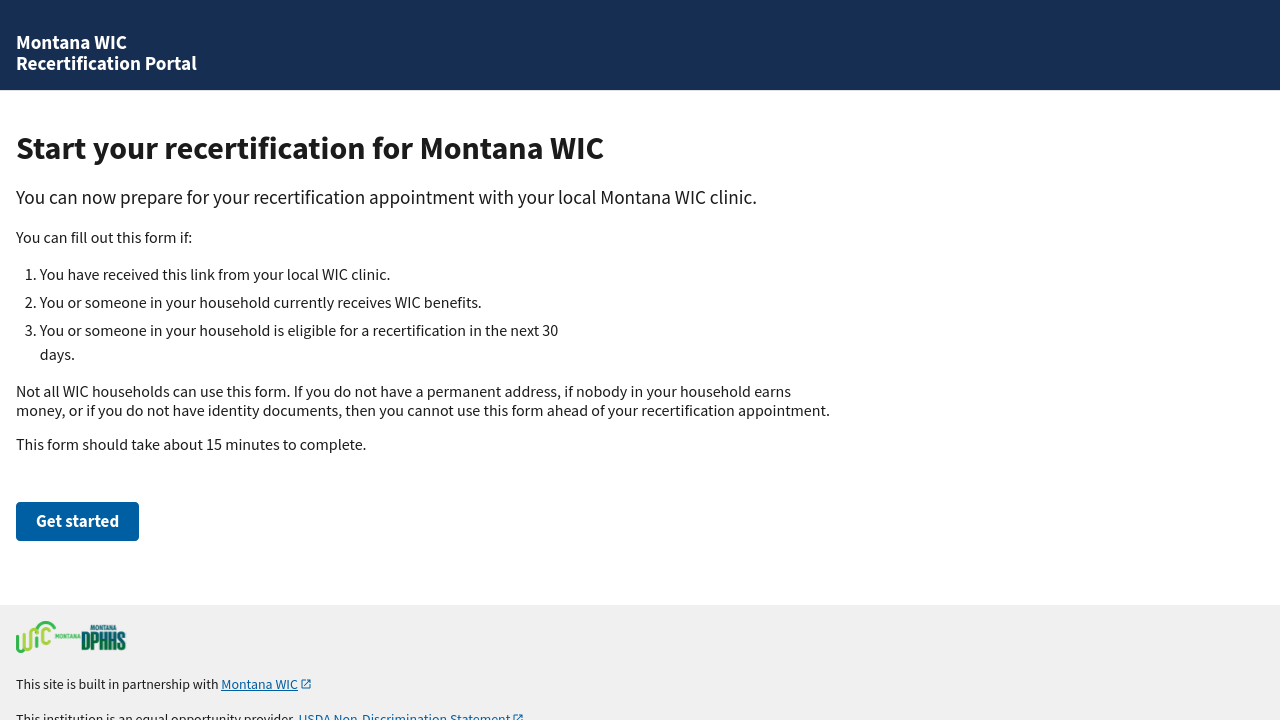 Montana WIC
Recertification Portal
Start your recertification for Montana WIC
You can now prepare for your recertification appointment with your local Montana WIC clinic.
You can fill out this form if:
1. You have received this link from your local WIC clinic.
2. You or someone in your household currently receives WIC benefits.
3. You or someone in your household is eligible for a recertification in the next 30
days.
Not all WIC households can use this form. If you do not have a permanent address, if nobody in your household earns
money, or if you do not have identity documents, then you cannot use this form ahead of your recertification appointment.
This form should take about 15 minutes to complete.
Get started
WIC MONTANA MONTANA DPHHS
This site is built in partnership with Montana WIC
This institution is an equal opportunity provider. USDA Non-Discrimination Statement